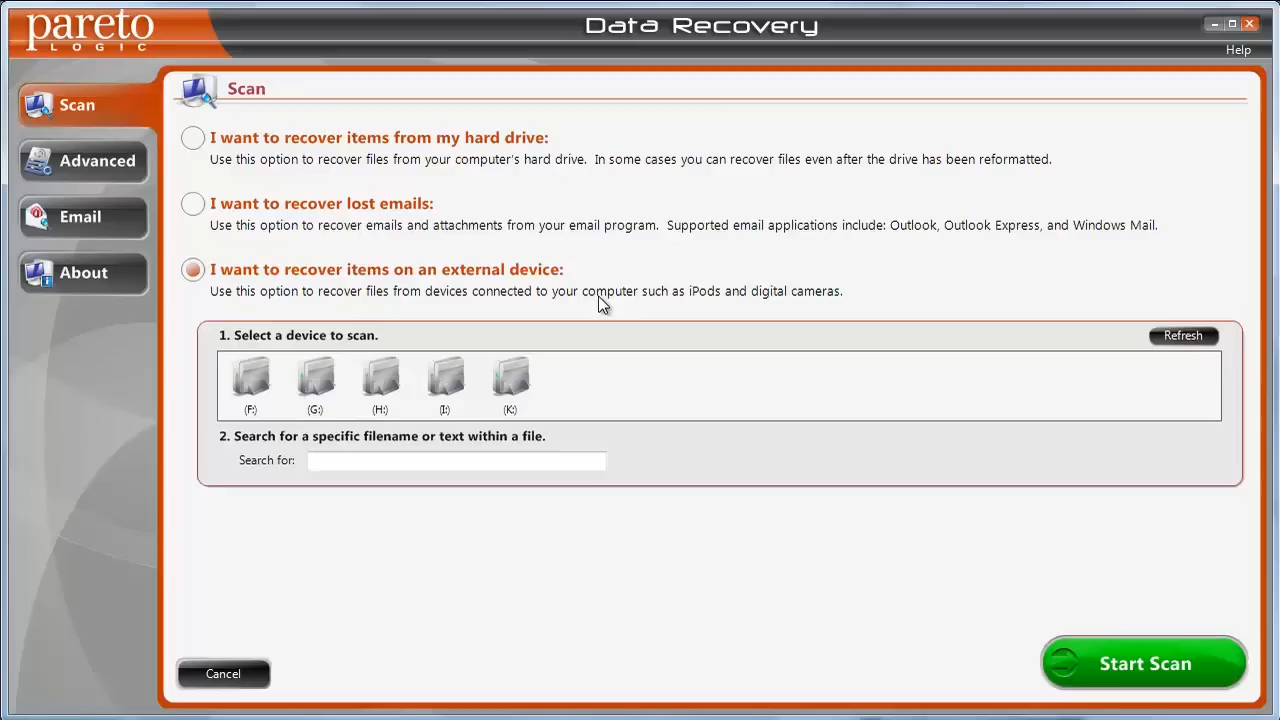 pareto
LOGIC
Data Recovery
Help
Scan
Advanced
Email
About
Scan
I want to recover items from my hard drive:
Use this option to recover files from your computer's hard drive. In some cases you can recover files even after the drive has been reformatted.
I want to recover lost emails:
Use this option to recover emails and attachments from your email program. Supported email applications include: Outlook, Outlook Express, and Windows Mail.
I want to recover items on an external device:
Use this option to recover files from devices connected to your computer such as iPods and digital cameras.
1. Select a device to scan.
Refresh
(F:) (G:) (H:) (I:) (K:)
2. Search for a specific filename or text within a file.
Search for:
Cancel
Start Scan